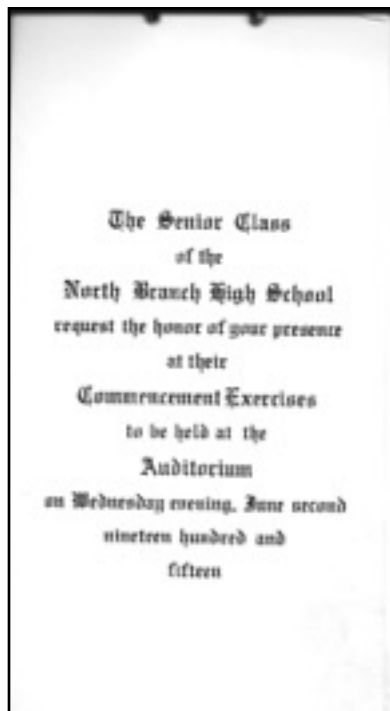 The Senior Class
of the
North Branch High School
request the honor of your presence
at their
Commencement Exercises
to be held at the
Auditorium
on Wednesday evening, June second
nineteen hundred and
fifteen